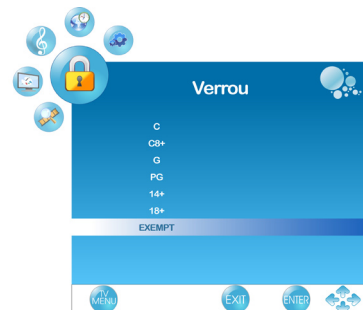 Verrou
C
C8+
G
PG
14+
18+
EXEMPT
TV
MENU
EXIT
ENTER